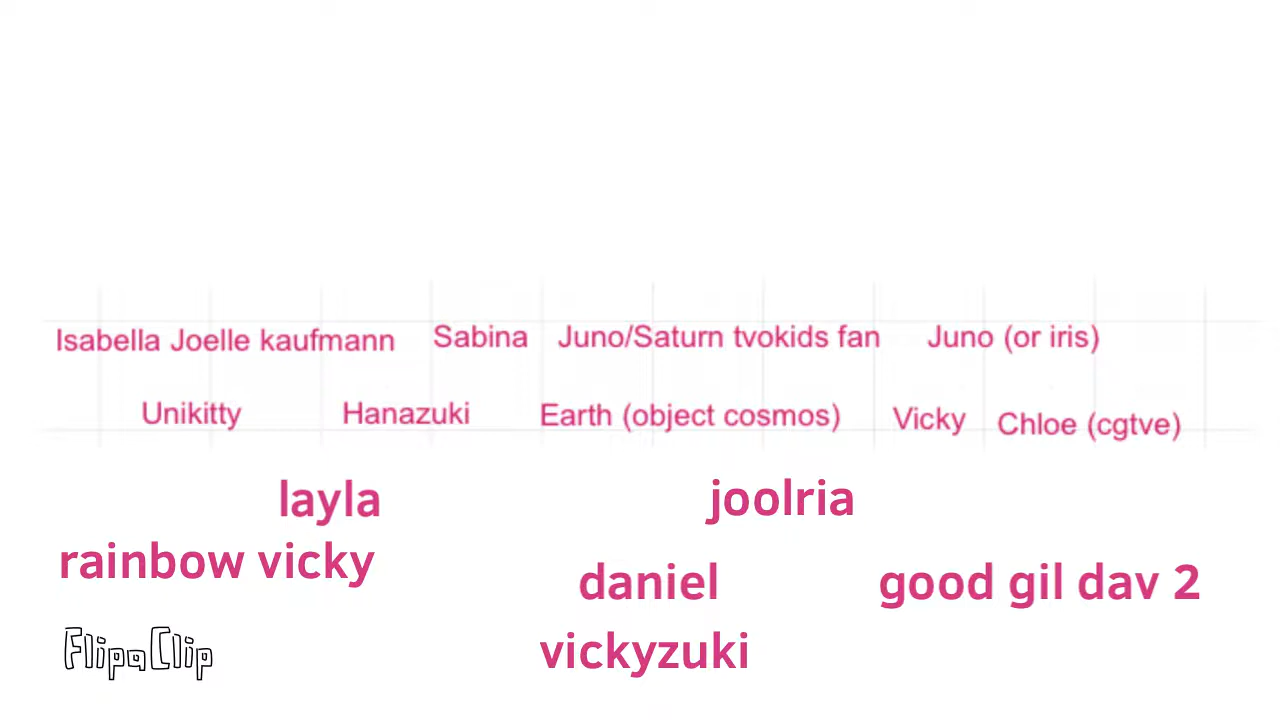 Isabella Joelle kaufmann Sabina Juno/Saturn tvokids fan Juno (or iris)
Unikitty Hanazuki Earth (object cosmos) Vicky Chloe (cgtve)
layla joolria
rainbow vicky daniel good gil dav 2
vickyzuki
FlipaClip